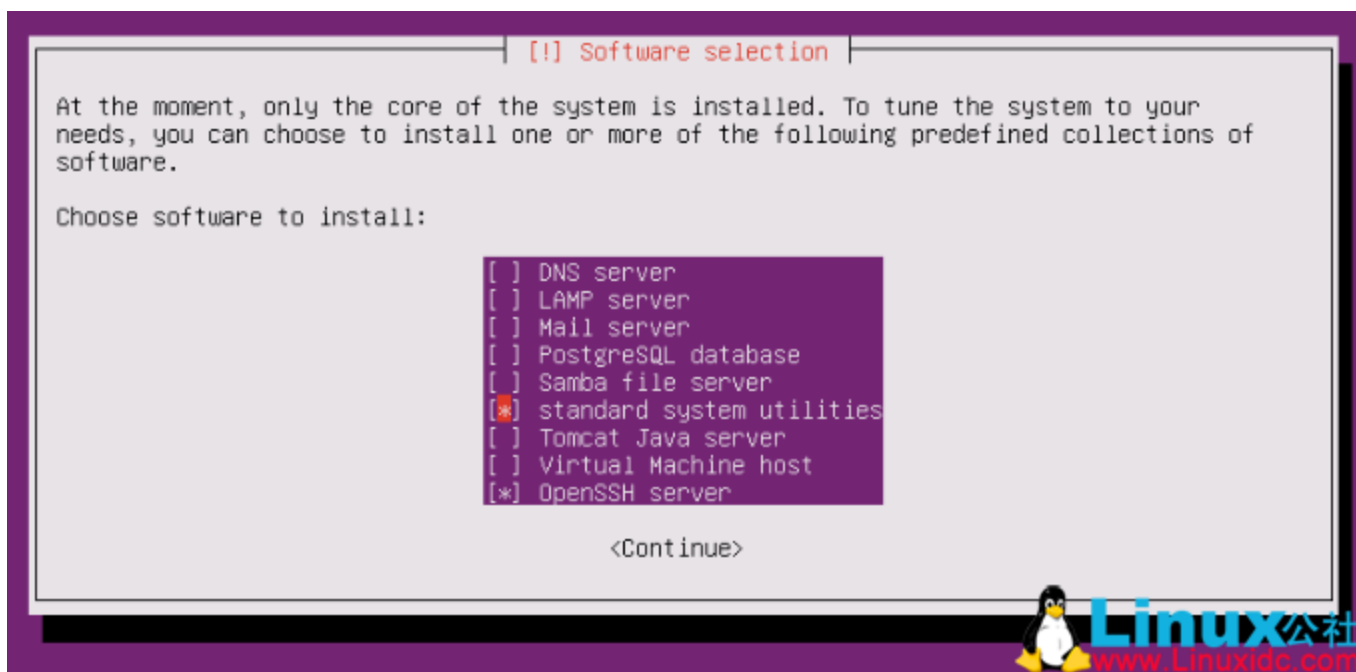 [!] Software selection
At the moment, only the core of the system is installed. To tune the system to your
needs, you can choose to install one or more of the following predefined collections of
software.
Choose software to install:
[ ] DNS server
[ ] LAMP server
[ ] Mail server
[ ] PostgreSQL database
[ ] Samba file server
[*] standard system utilities
[ ] Tomcat Java server
[ ] Virtual Machine host
[*] OpenSSH server
<Continue>
Linux公社
www.Linuxidc.com